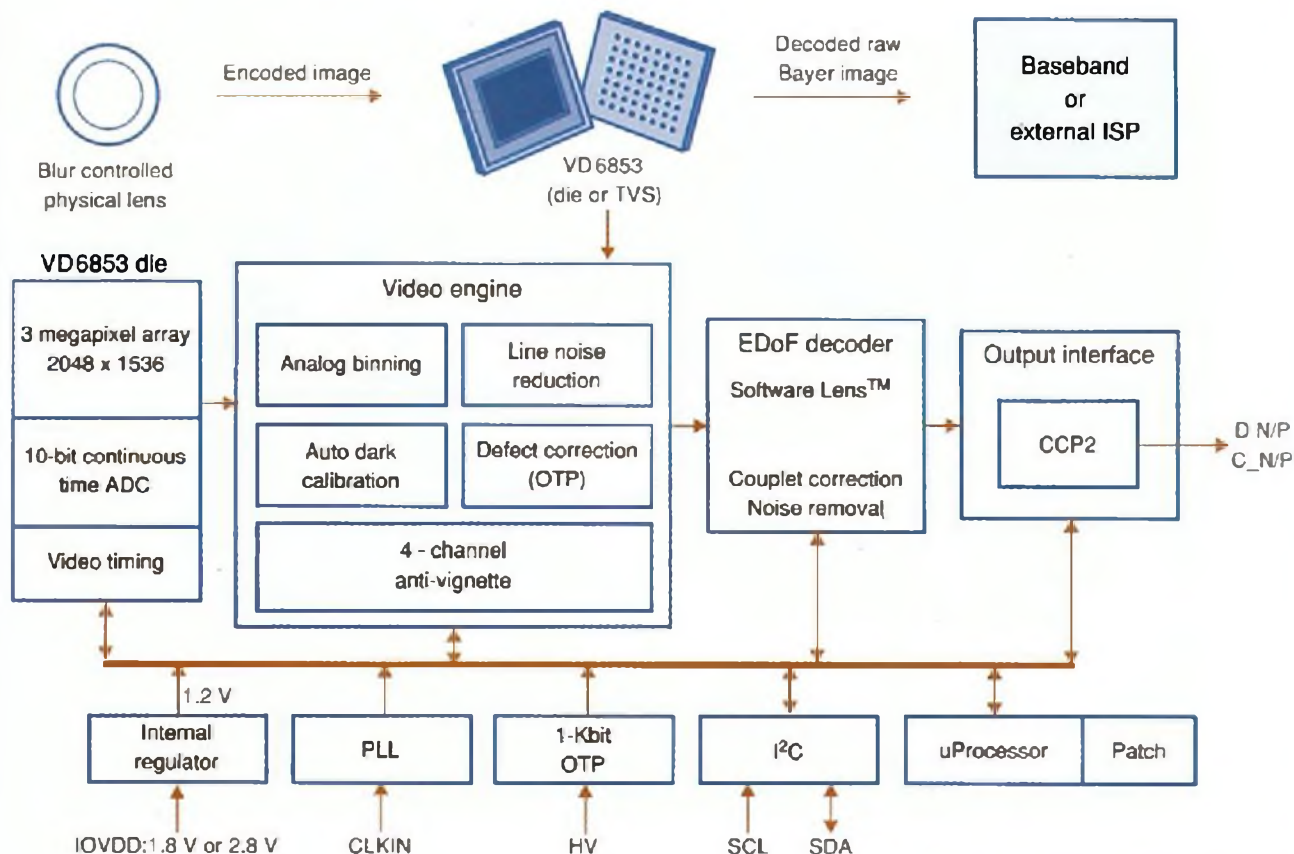 Encoded image
Decoded raw
Bayer image
Baseband
or
external ISP
Blur controlled
physical lens
VD6853
(die or TVS)
VD6853 die
3 megapixel array
2048 x 1536
10-bit continuous
time ADC
Video timing
Video engine
Analog binning
Line noise
reduction
Auto dark
calibration
Defect correction
(OTP)
4 - channel
anti-vignette
EDoF decoder
Software Lens™
Couplet correction
Noise removal
Output interface
CCP2
D N/P
C_N/P
1.2 V
Internal
regulator
PLL
1-Kbit
OTP
I²C
uProcessor
Patch
IOVDD:1.8 V or 2.8 V
CLKIN
HV
SCL
SDA